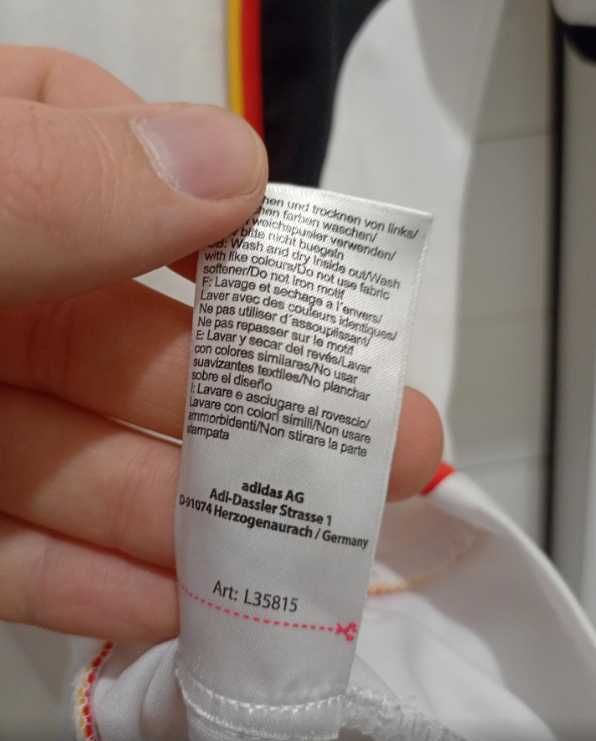 hen und trocknen von links/
chen farben waschen/
weichspueler verwenden/
bitte nicht buegeln
GB: Wash and dry inside out/Wash
with like colours/Do not use fabric
softener/Do not iron motif
F: Lavage et sechage a l'envers/
Laver avec des couleurs identiques/
Ne pas utiliser d'assouplissant/
Ne pas repasser sur le motif
E: Lavar y secar del revés/Lavar
con colores similares/No usar
suavizantes textiles/No planchar
sobre el diseño
I: Lavare e asciugare al rovescio/
Lavare con colori simili/Non usare
ammorbidenti/Non stirare la parte
stampata
adidas AG
Adi-Dassler Strasse 1
D-91074 Herzogenaurach / Germany
Art: L35815